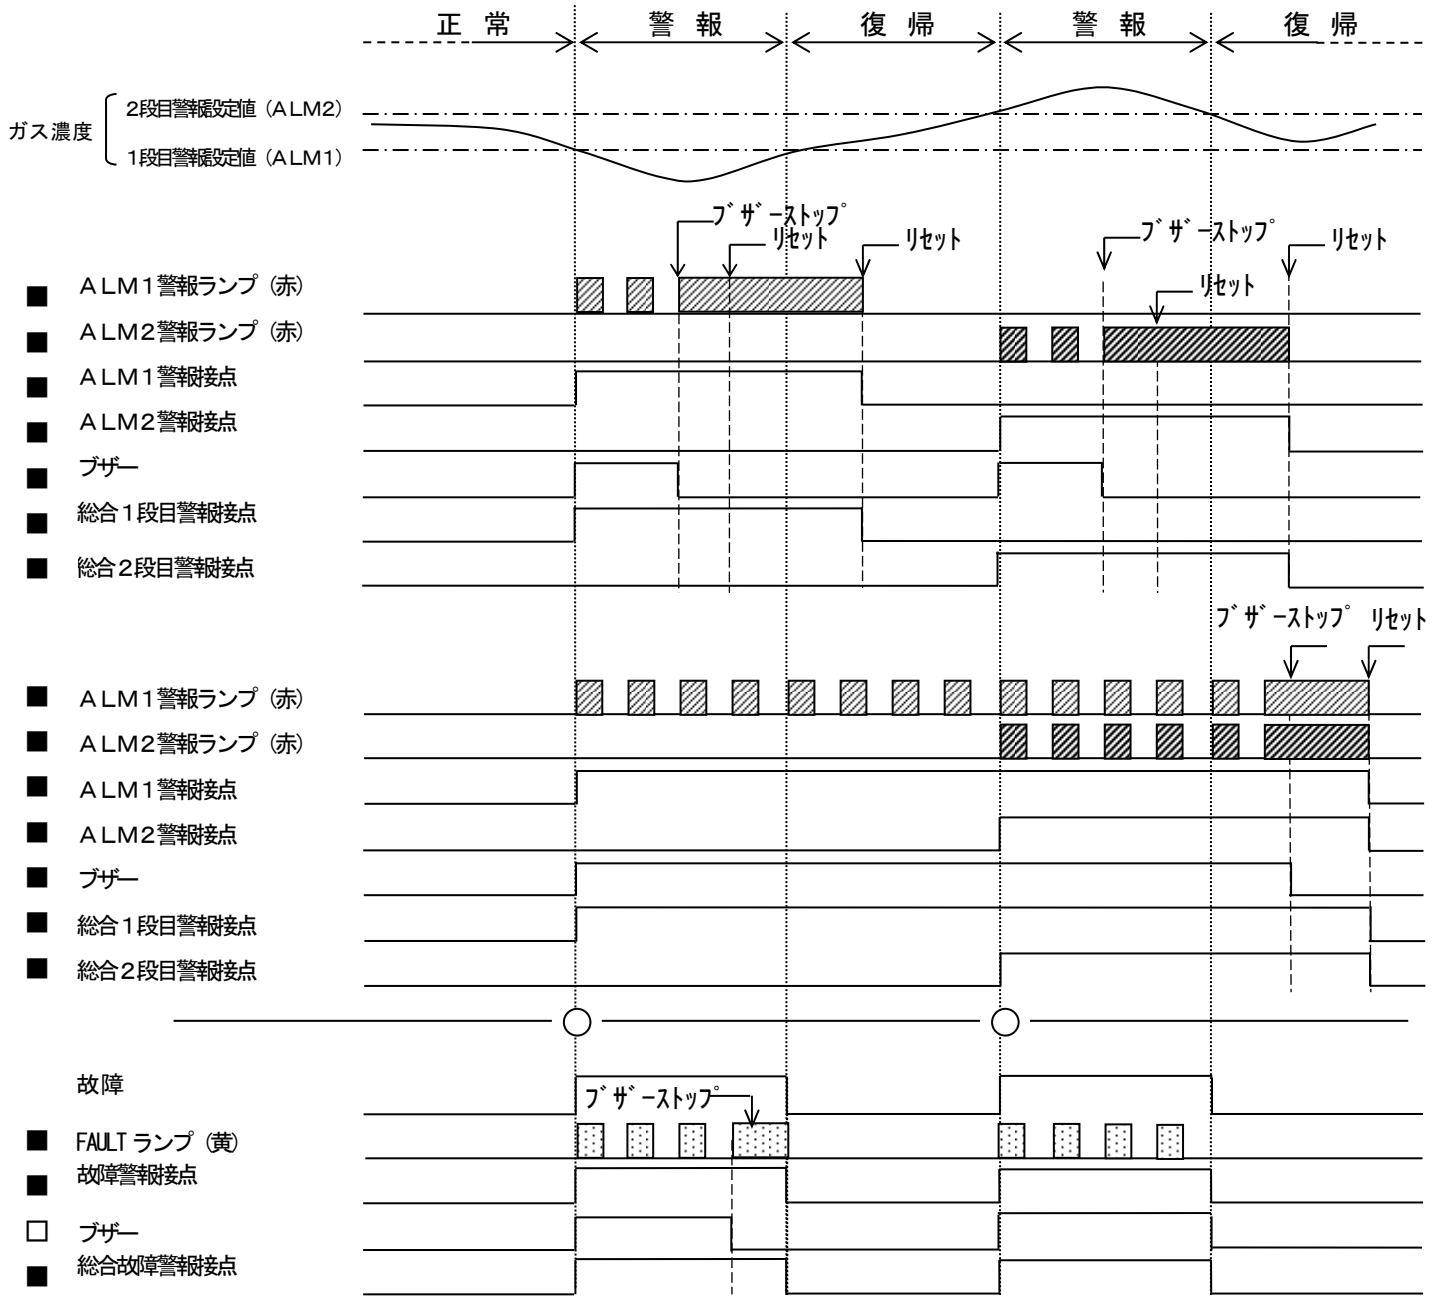 正 常 警 報 復 帰 警 報 復 帰
ガス濃度
2段目警報設定値（ＡＬＭ２）
1段目警報設定値（ＡＬＭ１）
ﾌﾞｻﾞｰｽﾄｯﾌﾟ
ﾘｾｯﾄ
ﾘｾｯﾄ
ﾌﾞｻﾞｰｽﾄｯﾌﾟ
ﾘｾｯﾄ
ﾘｾｯﾄ
■ ＡＬＭ１警報ランプ（赤）
■ ＡＬＭ２警報ランプ（赤）
■ ＡＬＭ１警報接点
■ ＡＬＭ２警報接点
■ ブザー
■ 総合１段目警報接点
■ 総合２段目警報接点
ﾌﾞｻﾞｰｽﾄｯﾌﾟ ﾘｾｯﾄ
■ ＡＬＭ１警報ランプ（赤）
■ ＡＬＭ２警報ランプ（赤）
■ ＡＬＭ１警報接点
■ ＡＬＭ２警報接点
■ ブザー
■ 総合１段目警報接点
■ 総合２段目警報接点
故障
ﾌﾞｻﾞｰｽﾄｯﾌﾟ
■ FAULT ランプ（黄）
■ 故障警報接点
□ ブザー
■ 総合故障警報接点